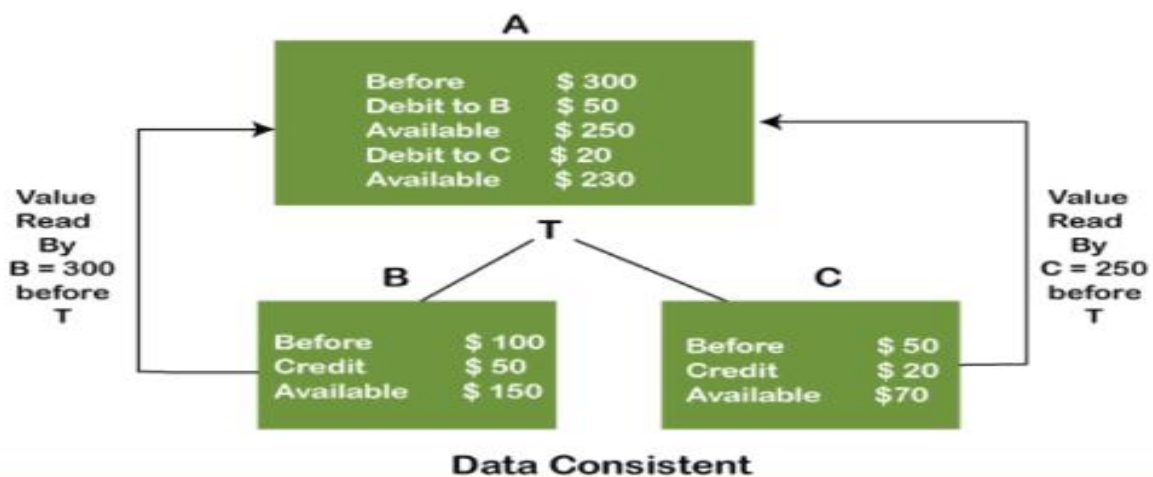 A
Before $ 300
Debit to B $ 50
Available $ 250
Debit to C $ 20
Available $ 230
Value
Read
By
B = 300
before
T
Value
Read
By
C = 250
before
T
T
B
Before $ 100
Credit $ 50
Available $ 150
C
Before $ 50
Credit $ 20
Available $70
Data Consistent